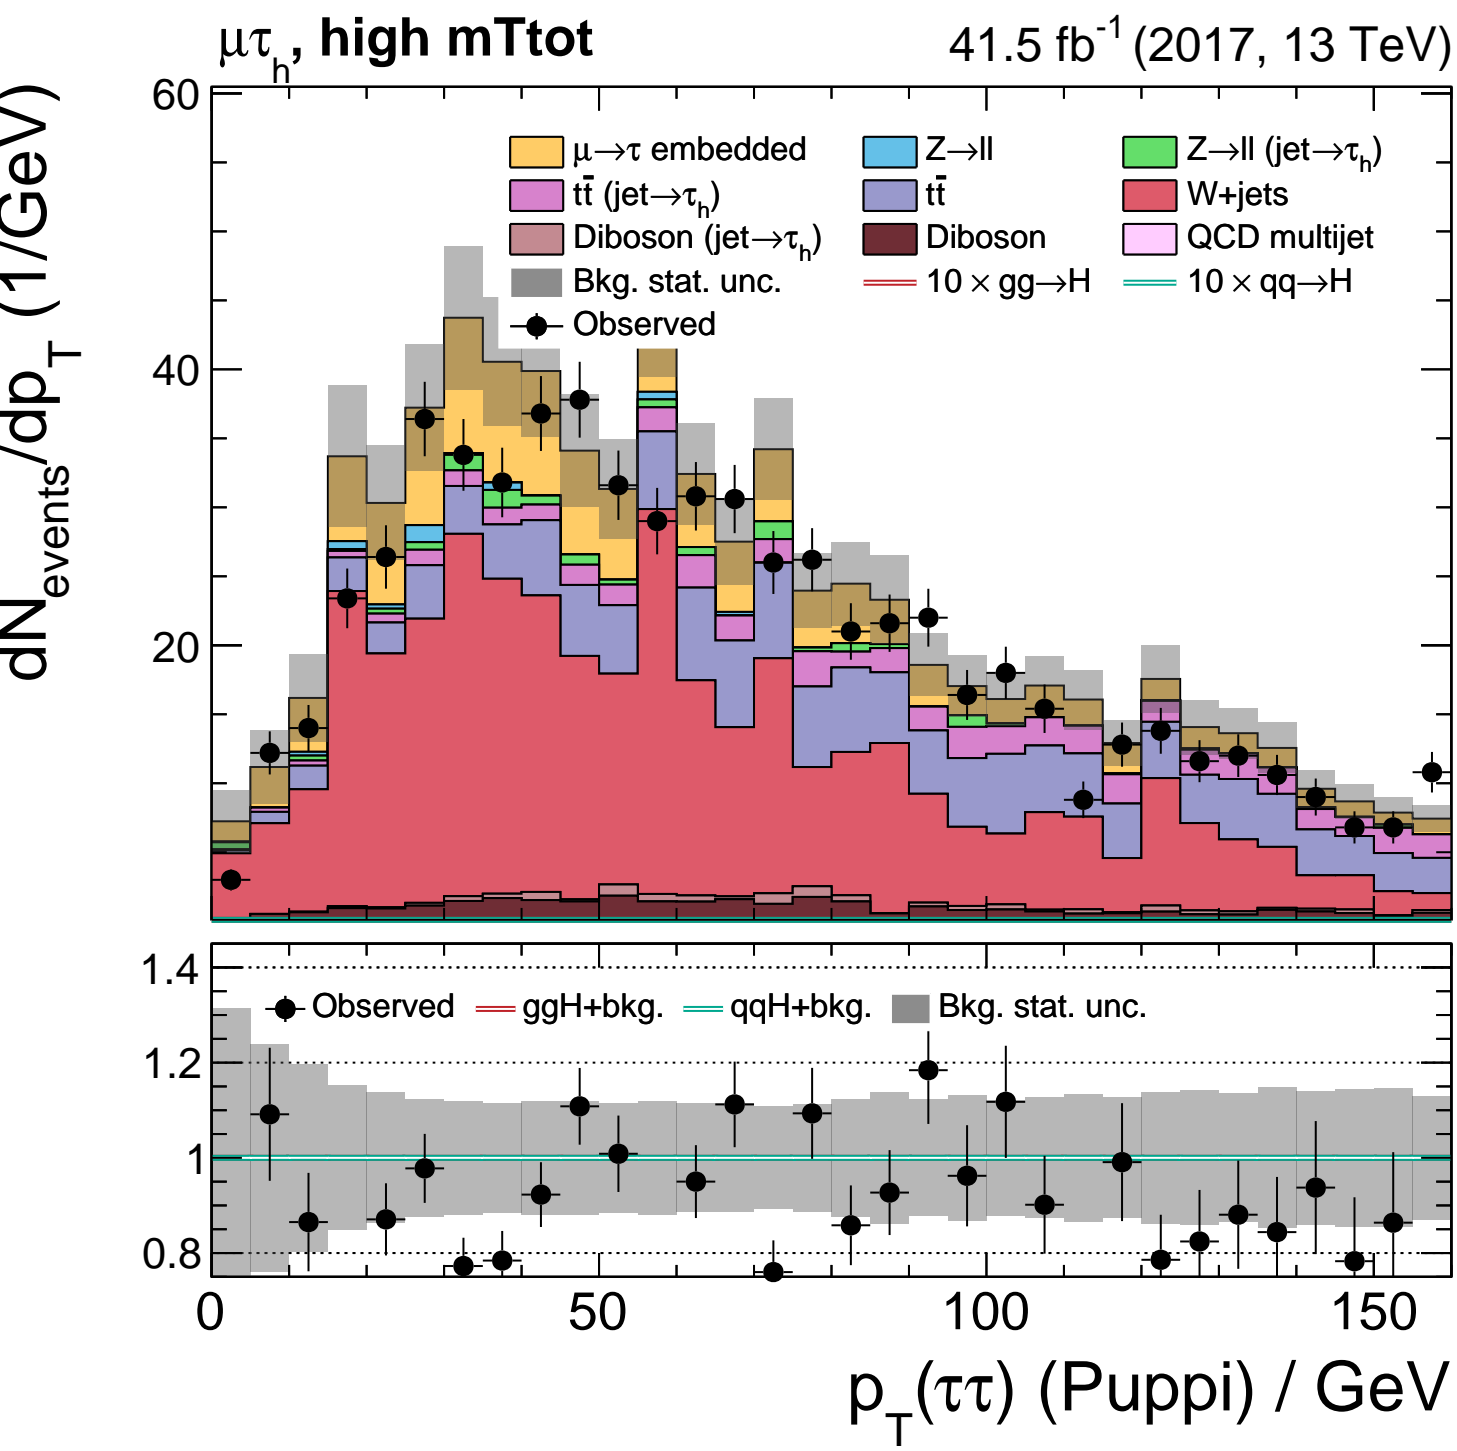 μτh, high mTtot 41.5 fb-1 (2017, 13 TeV)
dNevents/dpT (1/GeV)
60
40
20
μ→τ embedded Z→ll Z→ll (jet→τh)
tt̄ (jet→τh) tt̄ W+jets
Diboson (jet→τh) Diboson QCD multijet
Bkg. stat. unc. 10 × gg→H 10 × qq→H
Observed
1.4
1.2
1
0.8
Observed ggH+bkg. qqH+bkg. Bkg. stat. unc.
0 50 100 150
pT(ττ) (Puppi) / GeV